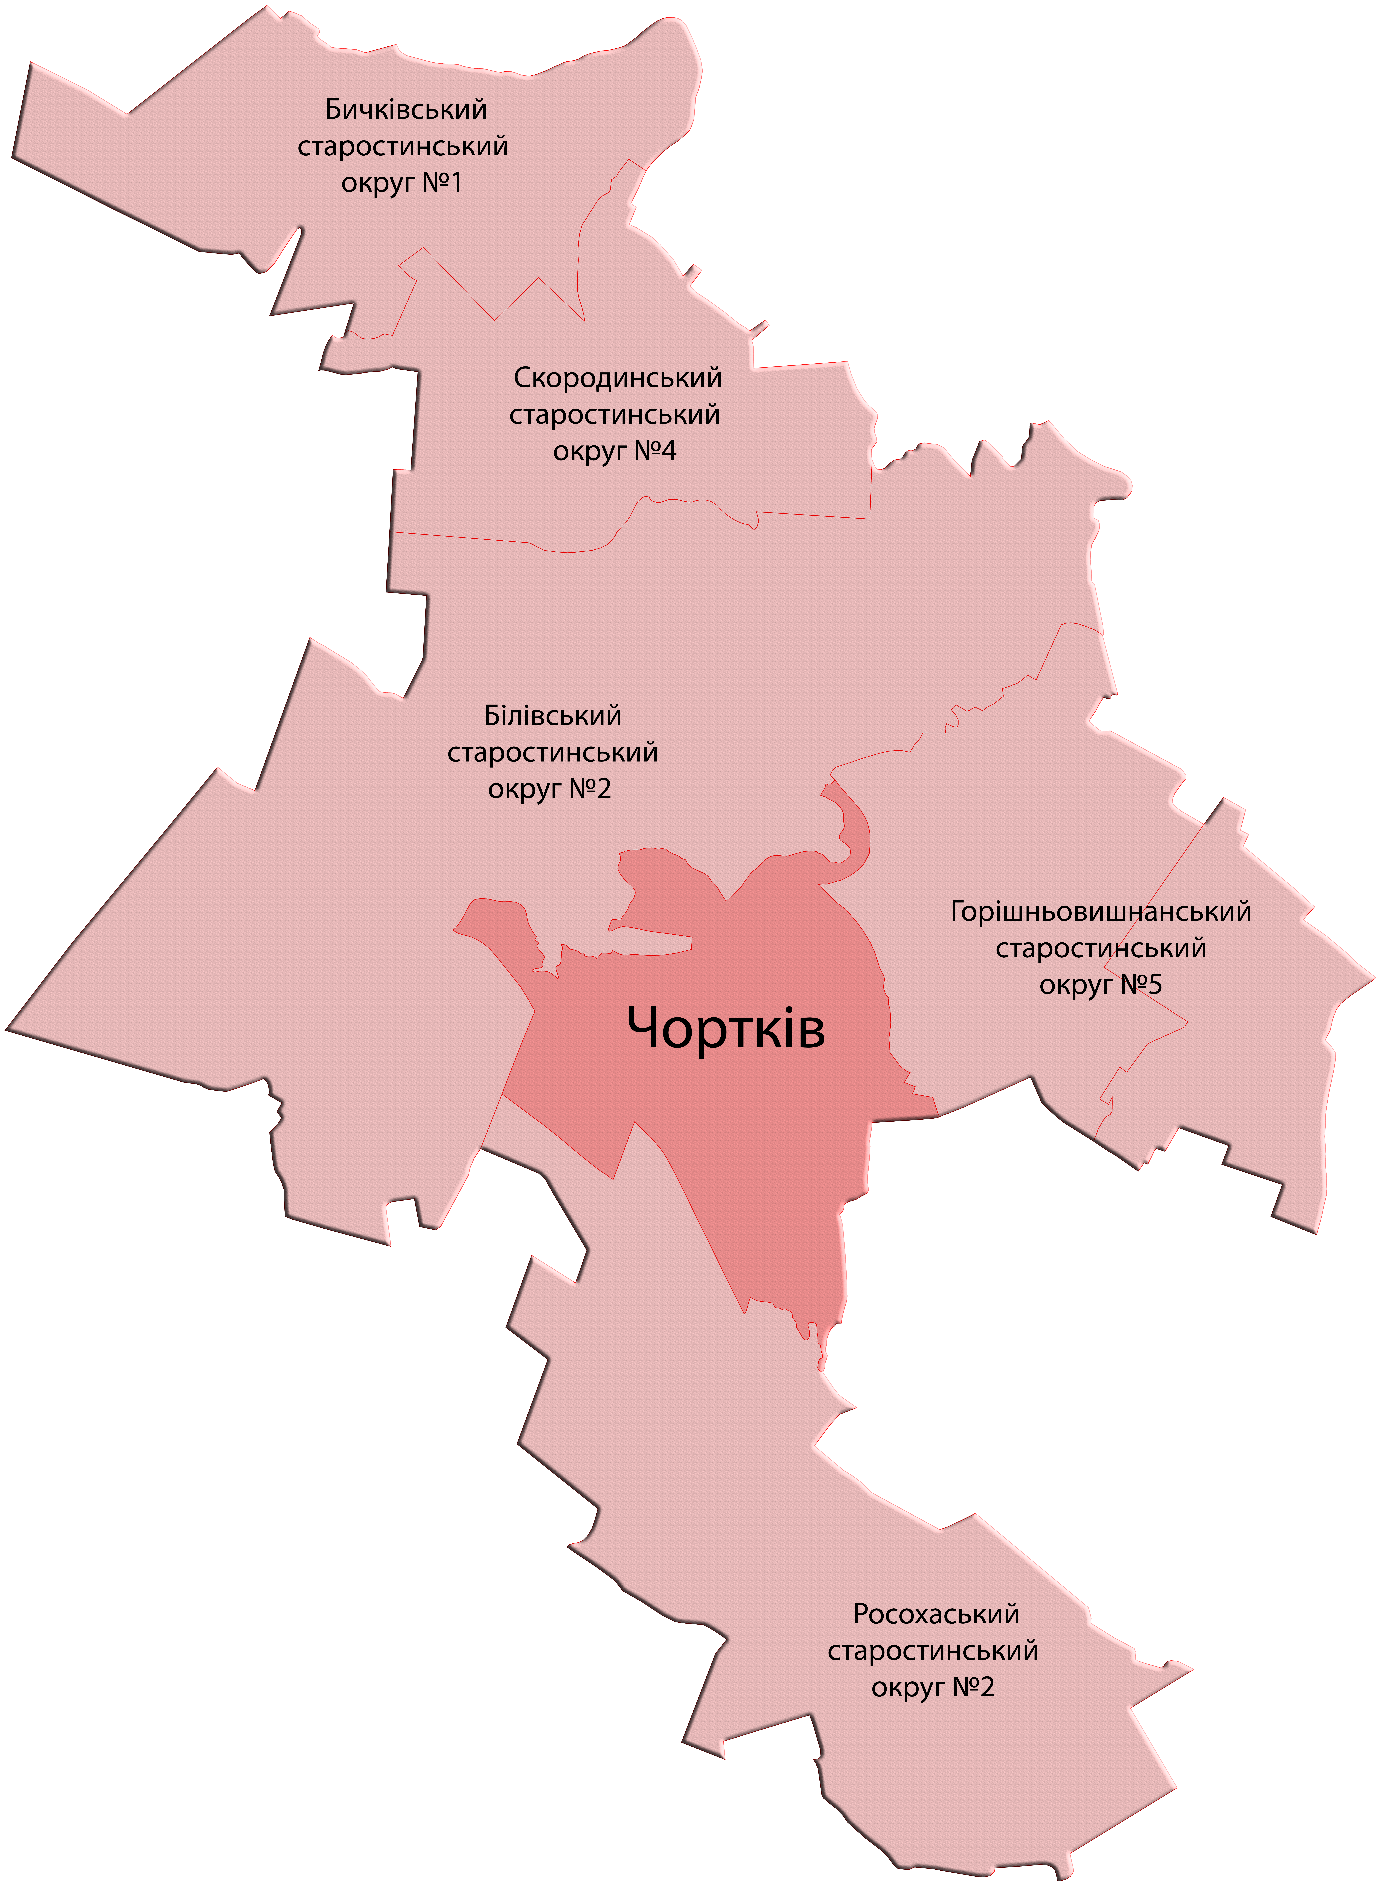 Бичківський
старостинський
округ №1
Скородинський
старостинський
округ №4
Білівський
старостинський
округ №2
Горішньовишнанський
старостинський
округ №5
Чортків
Росохаський
старостинський
округ №2